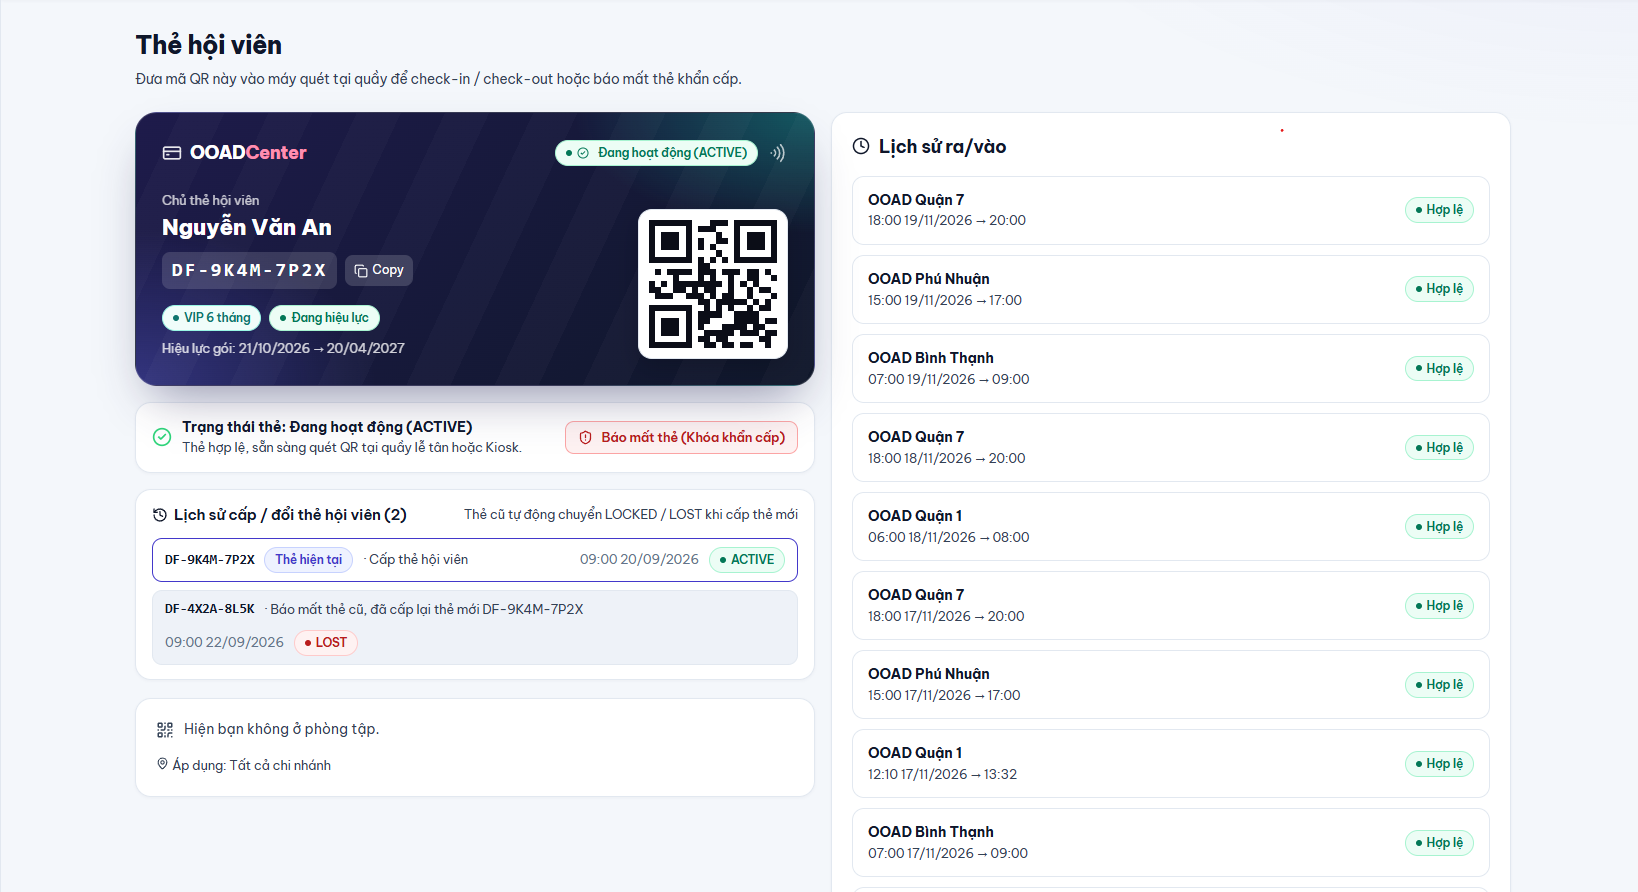 Thẻ hội viên
Đưa mã QR này vào máy quét tại quầy để check-in / check-out hoặc báo mất thẻ khẩn cấp.
OOADCenter
Đang hoạt động (ACTIVE)
Chủ thẻ hội viên
Nguyễn Văn An
DF-9K4M-7P2X
Copy
VIP 6 tháng
Đang hiệu lực
Hiệu lực gói: 21/10/2026 → 20/04/2027
Trạng thái thẻ: Đang hoạt động (ACTIVE)
Thẻ hợp lệ, sẵn sàng quét QR tại quầy lễ tân hoặc Kiosk.
Báo mất thẻ (Khóa khẩn cấp)
Lịch sử cấp / đổi thẻ hội viên (2)
Thẻ cũ tự động chuyển LOCKED / LOST khi cấp thẻ mới
DF-9K4M-7P2X Thẻ hiện tại · Cấp thẻ hội viên 09:00 20/09/2026 ACTIVE
DF-4X2A-8L5K · Báo mất thẻ cũ, đã cấp lại thẻ mới DF-9K4M-7P2X
09:00 22/09/2026 LOST
Hiện bạn không ở phòng tập.
Áp dụng: Tất cả chi nhánh
Lịch sử ra/vào
OOAD Quận 7
18:00 19/11/2026 → 20:00
Hợp lệ
OOAD Phú Nhuận
15:00 19/11/2026 → 17:00
Hợp lệ
OOAD Bình Thạnh
07:00 19/11/2026 → 09:00
Hợp lệ
OOAD Quận 7
18:00 18/11/2026 → 20:00
Hợp lệ
OOAD Quận 1
06:00 18/11/2026 → 08:00
Hợp lệ
OOAD Quận 7
18:00 17/11/2026 → 20:00
Hợp lệ
OOAD Phú Nhuận
15:00 17/11/2026 → 17:00
Hợp lệ
OOAD Quận 1
12:10 17/11/2026 → 13:32
Hợp lệ
OOAD Bình Thạnh
07:00 17/11/2026 → 09:00
Hợp lệ